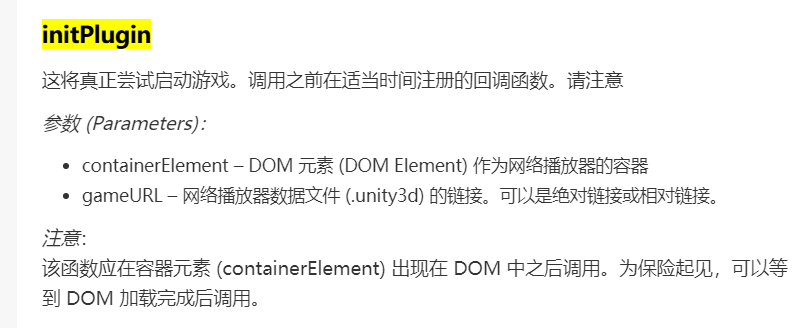 initPlugin
这将真正尝试启动游戏。调用之前在适当时间注册的回调函数。请注意
参数 (Parameters)：
• containerElement – DOM 元素 (DOM Element) 作为网络播放器的容器
• gameURL – 网络播放器数据文件 (.unity3d) 的链接。可以是绝对链接或相对链接。
注意:
该函数应在容器元素 (containerElement) 出现在 DOM 中之后调用。为保险起见，可以等
到 DOM 加载完成后调用。